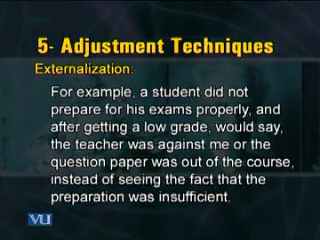 5- Adjustment Techniques
Externalization:
For example, a student did not
prepare for his exams properly, and
after getting a low grade, would say,
the teacher was against me or the
question paper was out of the course,
instead of seeing the fact that the
preparation was insufficient.
VU